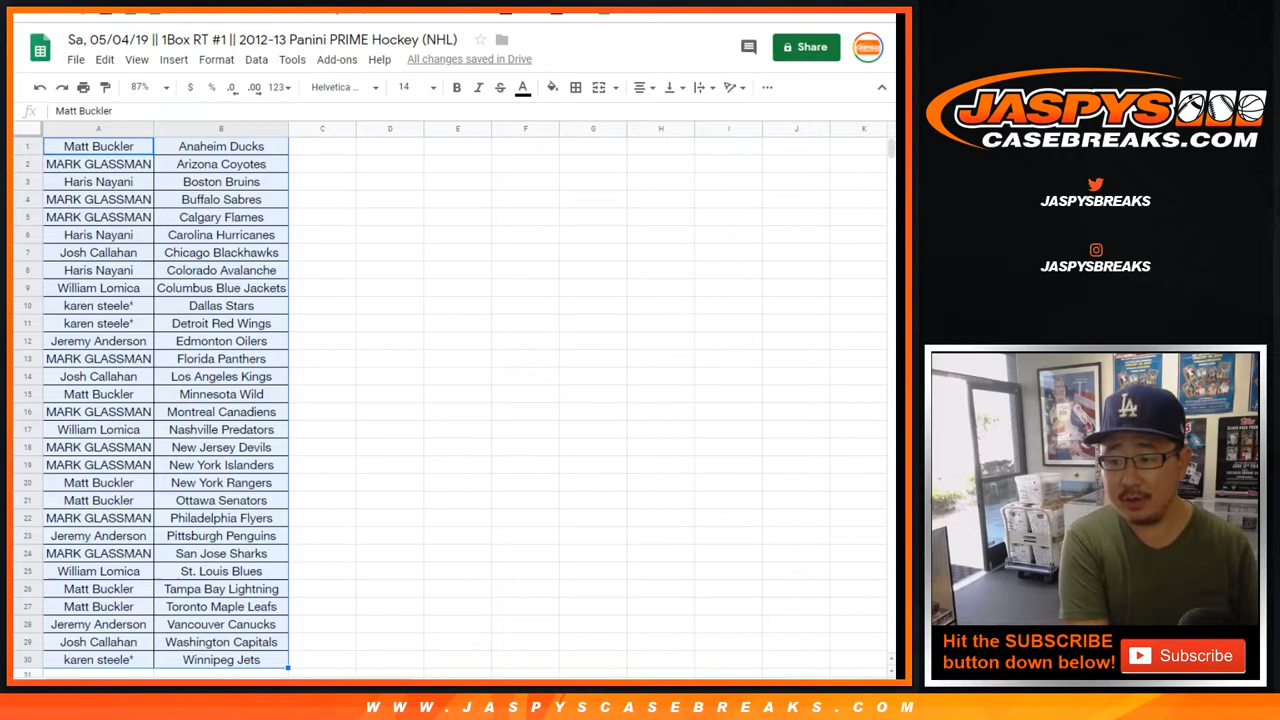 Sa, 05/04/19 || 1Box RT #1 || 2012-13 Panini PRIME Hockey (NHL)
Share
File Edit View Insert Format Data Tools Add-ons Help All changes saved in Drive
87% $ % .0 .00 123 Helvetica ... 14 B I S A
fx Matt Buckler
A B C D E F G H I J K
1 Matt Buckler Anaheim Ducks
2 MARK GLASSMAN Arizona Coyotes
3 Haris Nayani Boston Bruins
4 MARK GLASSMAN Buffalo Sabres
5 MARK GLASSMAN Calgary Flames
6 Haris Nayani Carolina Hurricanes
7 Josh Callahan Chicago Blackhawks
8 Haris Nayani Colorado Avalanche
9 William Lomica Columbus Blue Jackets
10 karen steele* Dallas Stars
11 karen steele* Detroit Red Wings
12 Jeremy Anderson Edmonton Oilers
13 MARK GLASSMAN Florida Panthers
14 Josh Callahan Los Angeles Kings
15 Matt Buckler Minnesota Wild
16 MARK GLASSMAN Montreal Canadiens
17 William Lomica Nashville Predators
18 MARK GLASSMAN New Jersey Devils
19 MARK GLASSMAN New York Islanders
20 Matt Buckler New York Rangers
21 Matt Buckler Ottawa Senators
22 MARK GLASSMAN Philadelphia Flyers
23 Jeremy Anderson Pittsburgh Penguins
24 MARK GLASSMAN San Jose Sharks
25 William Lomica St. Louis Blues
26 Matt Buckler Tampa Bay Lightning
27 Matt Buckler Toronto Maple Leafs
28 Jeremy Anderson Vancouver Canucks
29 Josh Callahan Washington Capitals
30 karen steele* Winnipeg Jets
31
JASPYS
CASEBREAKS.COM
JASPYSBREAKS
JASPYSBREAKS
LA
Hit the SUBSCRIBE
button down below!
Subscribe
WWW.JASPYSCASEBREAKS.COM